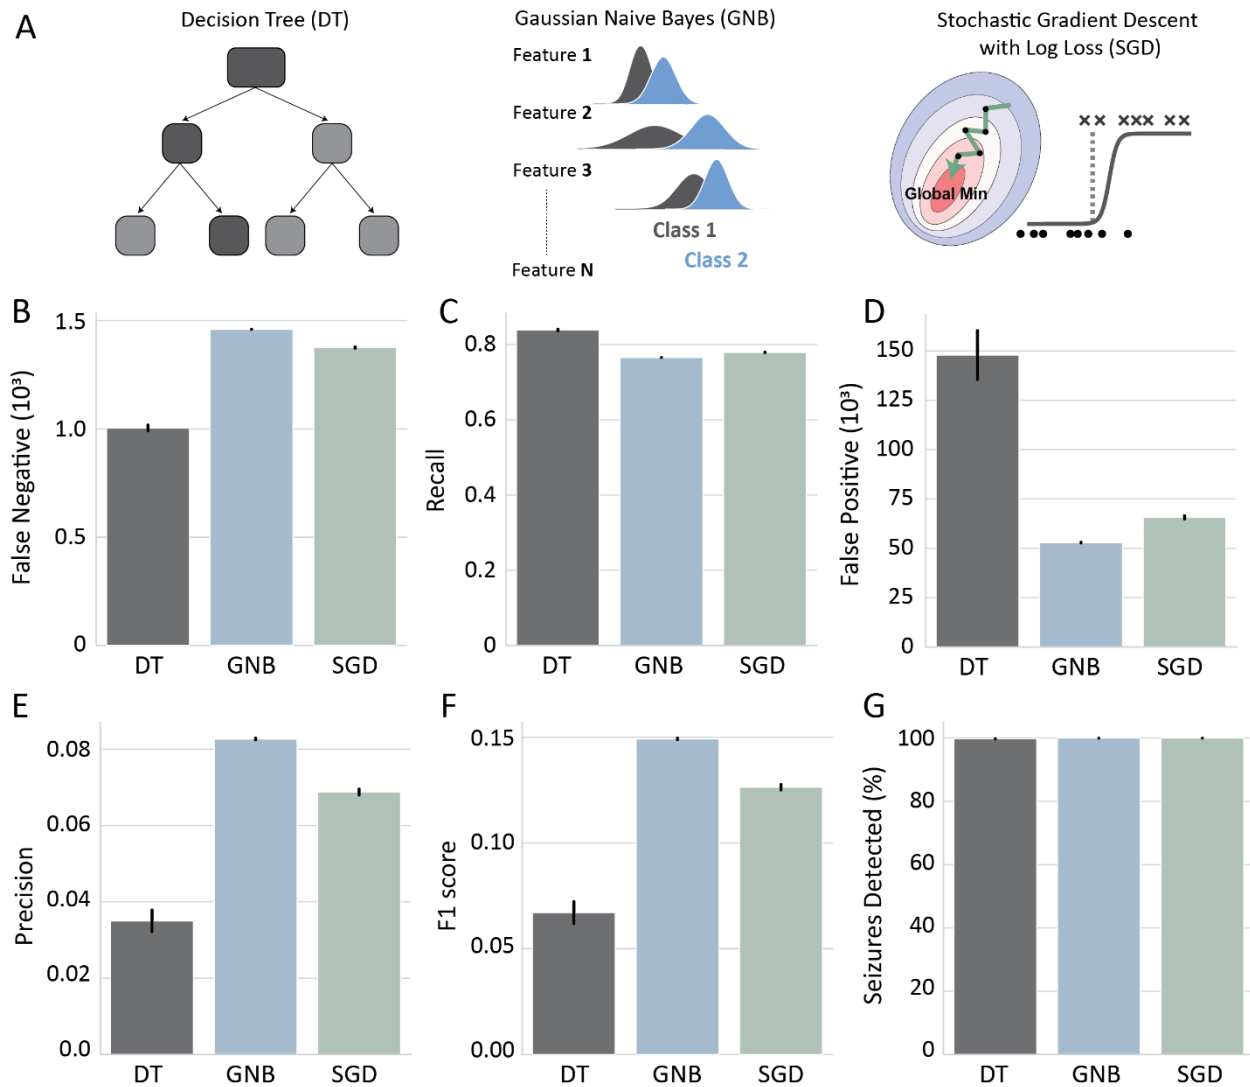 A
Decision Tree (DT)
Gaussian Naive Bayes (GNB)
Feature 1
Feature 2
Feature 3
Feature N
Class 1
Class 2
Stochastic Gradient Descent
with Log Loss (SGD)
Global Min
B
False Negative (10³)
1.5
1.0
0.5
0
DT
GNB
SGD
C
Recall
0.8
0.6
0.4
0.2
0
DT
GNB
SGD
D
False Positive (10³)
150
125
100
75
50
25
0
DT
GNB
SGD
E
Precision
0.08
0.06
0.04
0.02
0.0
DT
GNB
SGD
F
F1 score
0.15
0.10
0.05
0.00
DT
GNB
SGD
G
Seizures Detected (%)
100
80
60
40
20
0
DT
GNB
SGD